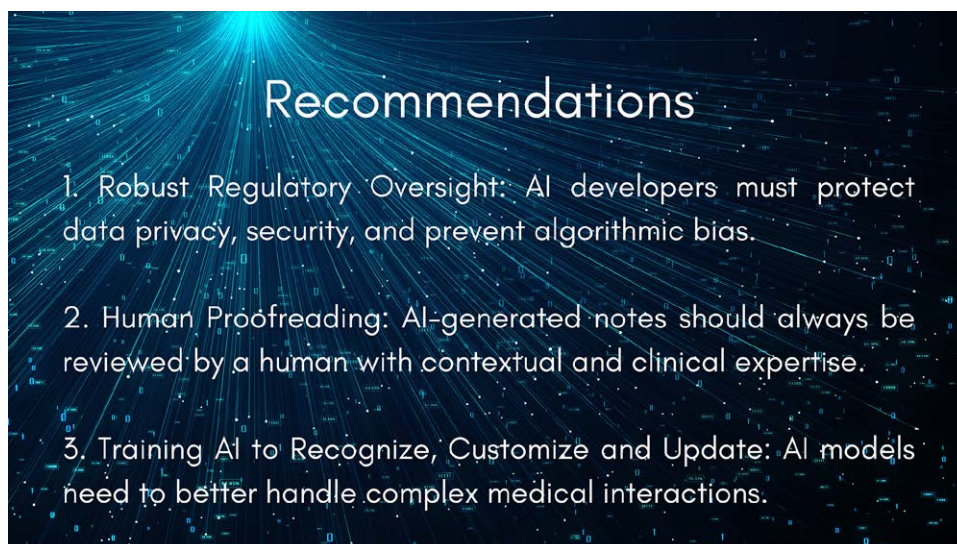 Recommendations
1. Robust Regulatory Oversight: AI developers must protect
data privacy, security, and prevent algorithmic bias.
2. Human Proofreading: AI-generated notes should always be
reviewed by a human with contextual and clinical expertise.
3. Training AI to Recognize, Customize and Update: AI models
need to better handle complex medical interactions.